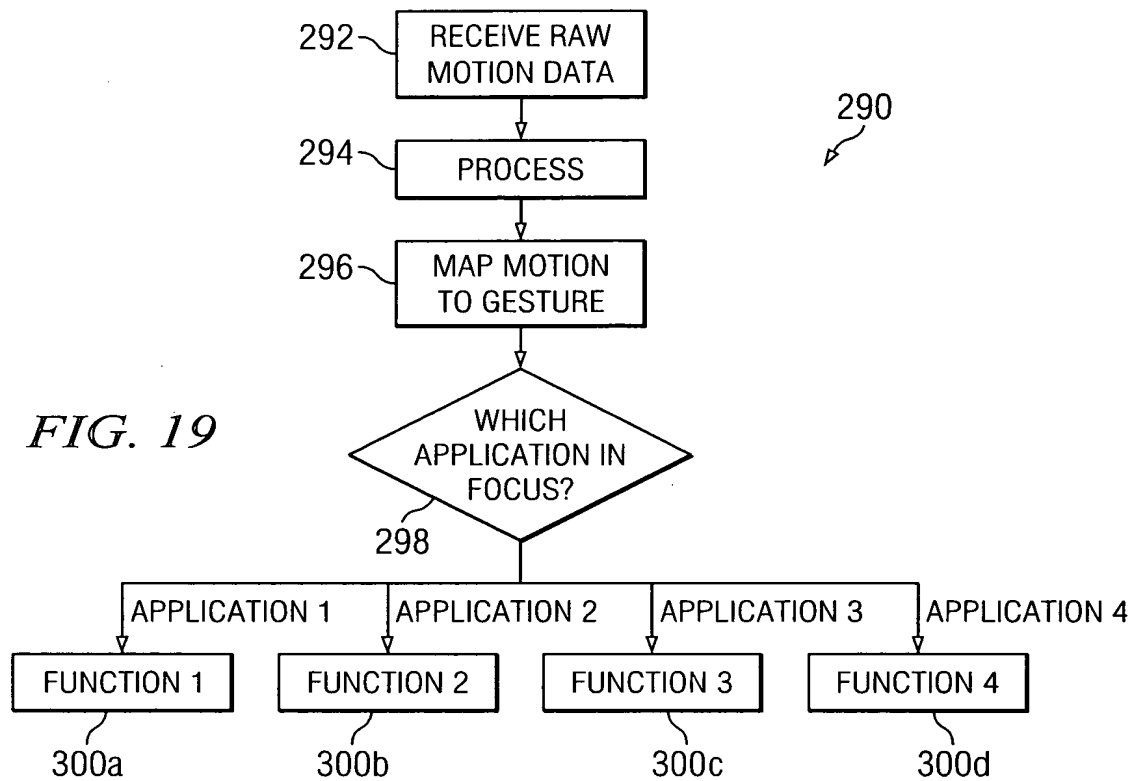 292
RECEIVE RAW
MOTION DATA
290
294
PROCESS
296
MAP MOTION
TO GESTURE
FIG. 19
WHICH
APPLICATION IN
FOCUS?
298
APPLICATION 1
APPLICATION 2
APPLICATION 3
APPLICATION 4
FUNCTION 1
FUNCTION 2
FUNCTION 3
FUNCTION 4
300a
300b
300c
300d